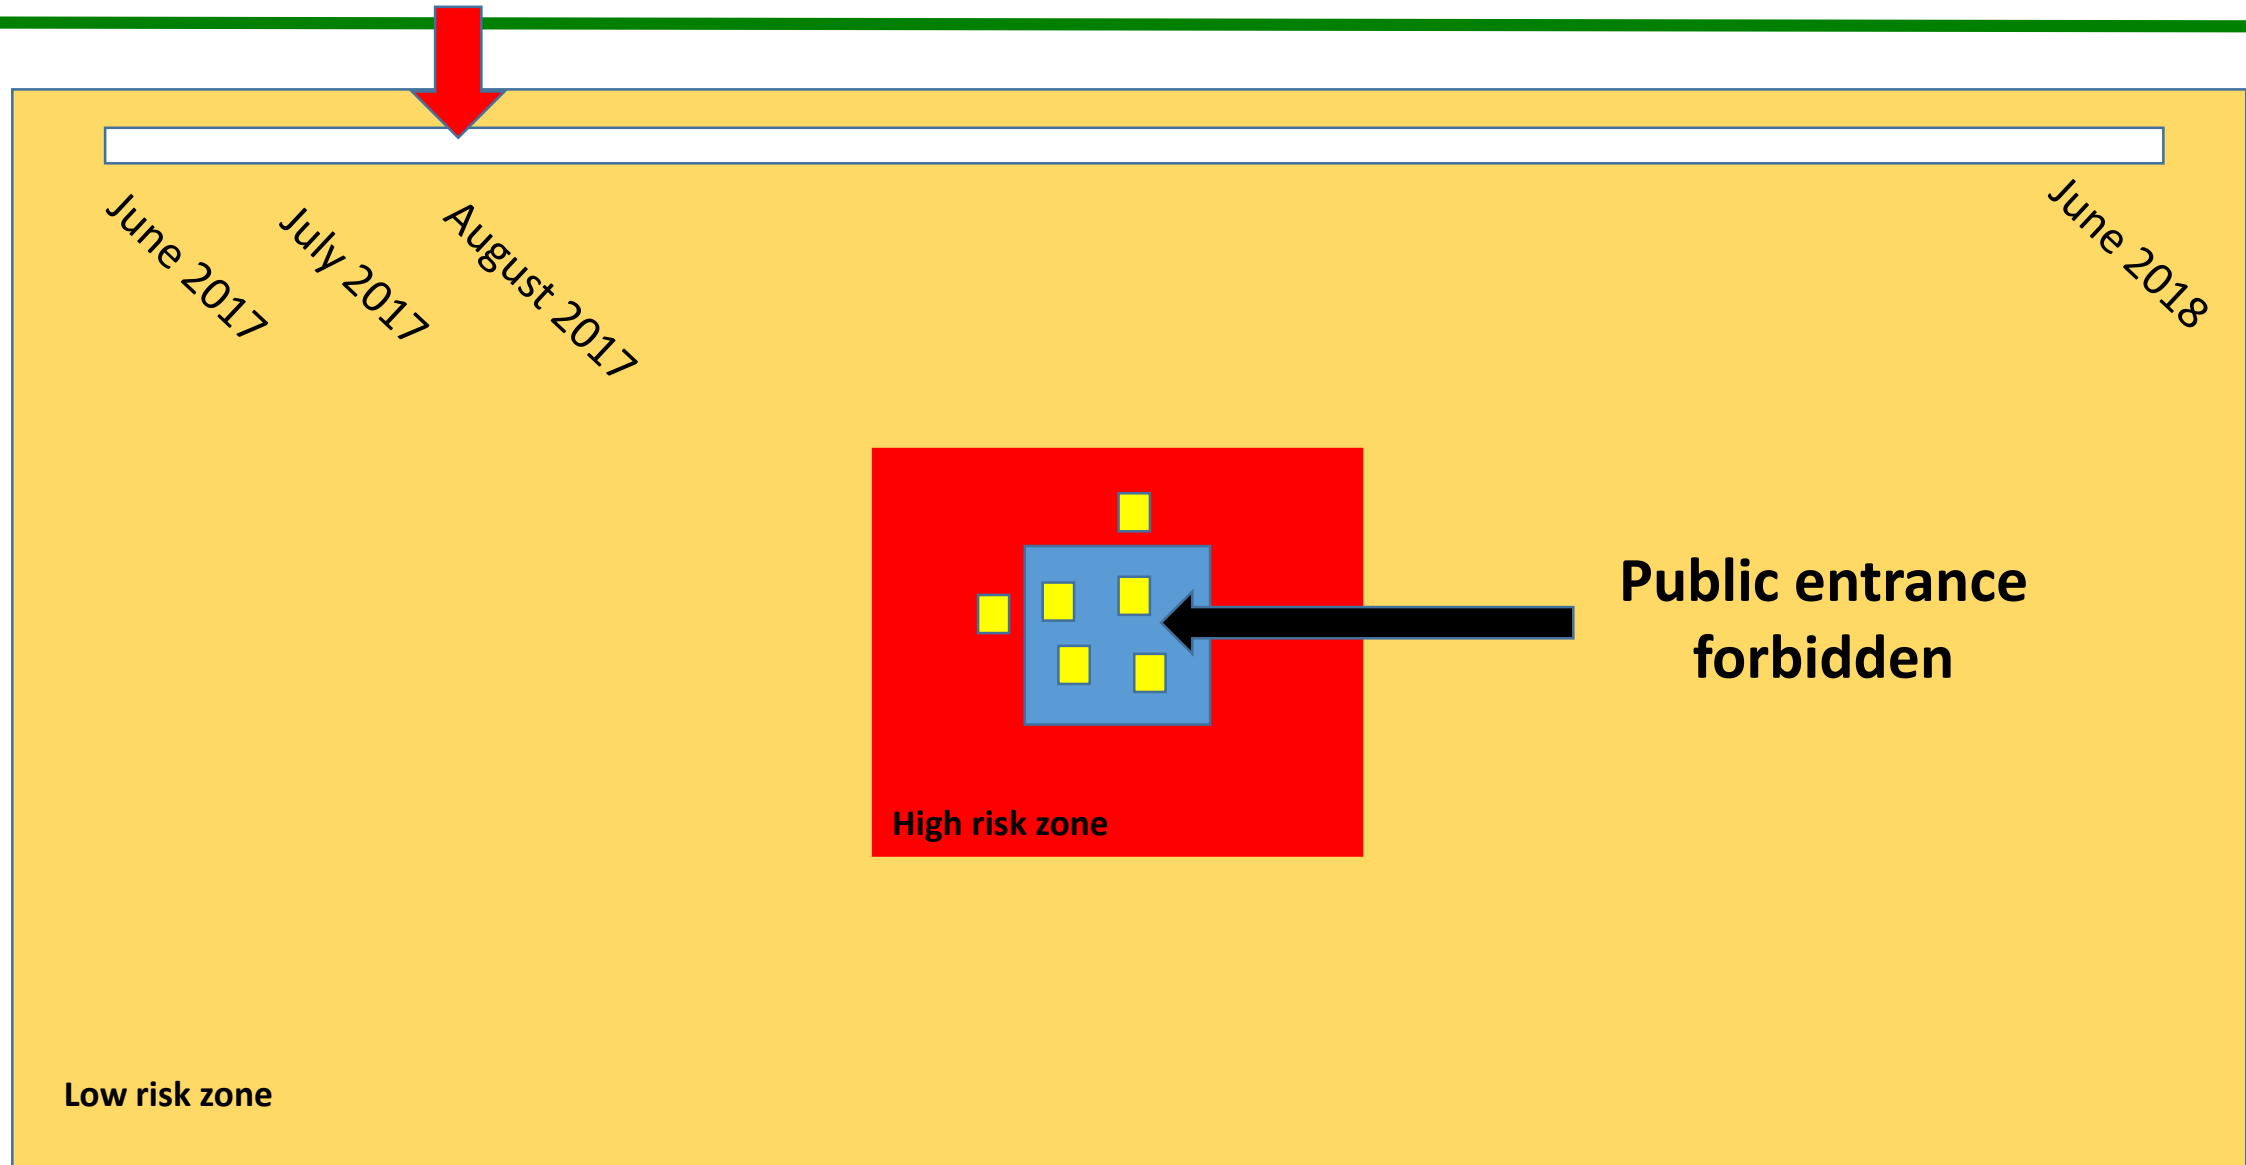 June 2017
July 2017
August 2017
June 2018
Public entrance
forbidden
High risk zone
Low risk zone